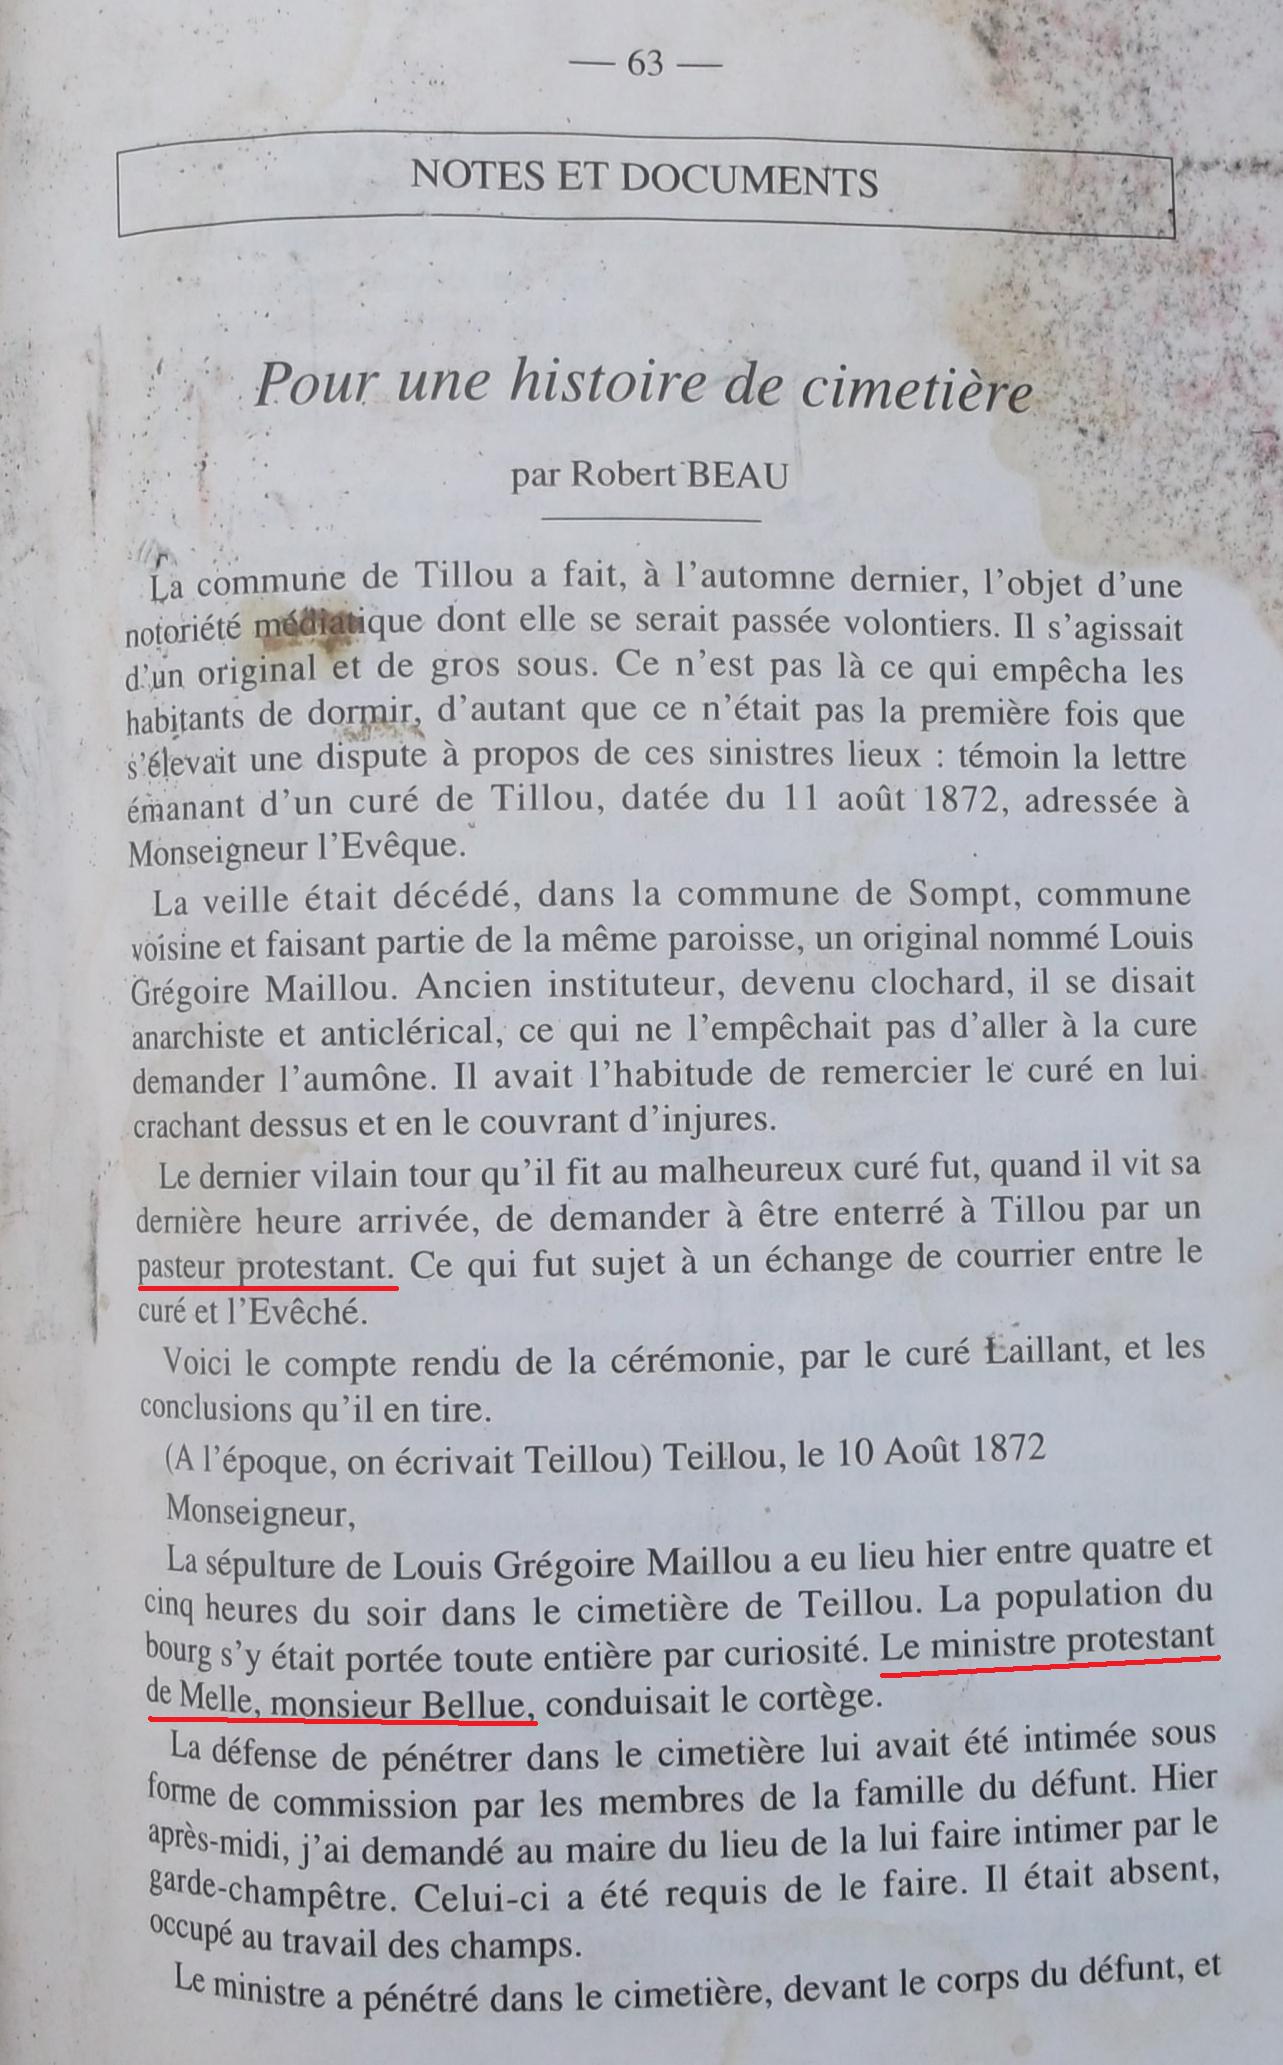 — 63 —
NOTES ET DOCUMENTS
Pour une histoire de cimetière
par Robert BEAU
La commune de Tillou a fait, à l’automne dernier, l’objet d’une
notoriété médiatique dont elle se serait passée volontiers. Il s’agissait
d’un original et de gros sous. Ce n’est pas là ce qui empêcha les
habitants de dormir, d’autant que ce n’était pas la première fois que
s’élevait une dispute à propos de ces sinistres lieux : témoin la lettre
émanant d’un curé de Tillou, datée du 11 août 1872, adressée à
Monseigneur l’Evêque.
La veille était décédé, dans la commune de Sompt, commune
voisine et faisant partie de la même paroisse, un original nommé Louis
Grégoire Maillou. Ancien instituteur, devenu clochard, il se disait
anarchiste et anticlérical, ce qui ne l’empêchait pas d’aller à la cure
demander l’aumône. Il avait l’habitude de remercier le curé en lui
crachant dessus et en le couvrant d’injures.
Le dernier vilain tour qu’il fit au malheureux curé fut, quand il vit sa
dernière heure arrivée, de demander à être enterré à Tillou par un
pasteur protestant. Ce qui fut sujet à un échange de courrier entre le
curé et l’Evêché.
Voici le compte rendu de la cérémonie, par le curé Laillant, et les
conclusions qu’il en tire.
(A l’époque, on écrivait Teillou) Teillou, le 10 Août 1872
Monseigneur,
La sépulture de Louis Grégoire Maillou a eu lieu hier entre quatre et
cinq heures du soir dans le cimetière de Teillou. La population du
bourg s’y était portée toute entière par curiosité. Le ministre protestant
de Melle, monsieur Bellue, conduisait le cortège.
La défense de pénétrer dans le cimetière lui avait été intimée sous
forme de commission par les membres de la famille du défunt. Hier
après-midi, j’ai demandé au maire du lieu de la lui faire intimer par le
garde-champêtre. Celui-ci a été requis de le faire. Il était absent,
occupé au travail des champs.
Le ministre a pénétré dans le cimetière, devant le corps du défunt, et